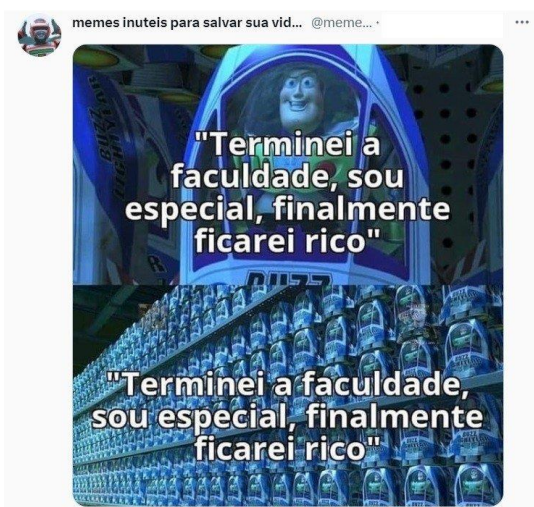 memes inuteis para salvar sua vid... @meme... · ...
"Terminei a
faculdade, sou
especial, finalmente
ficarei rico"
BUZZ
"Terminei a faculdade,
sou especial, finalmente
ficarei rico"